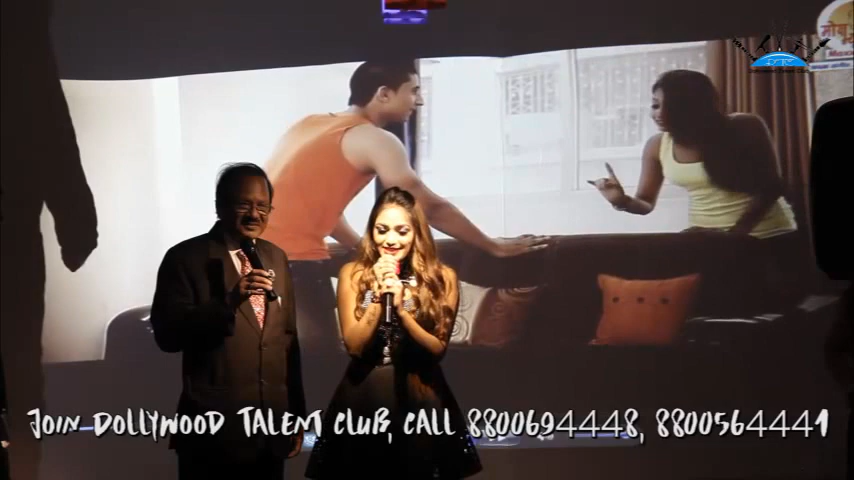 मोक्ष
JOIN DOLLYWOOD TALENT CLUB, CALL 8800694448, 8800564441